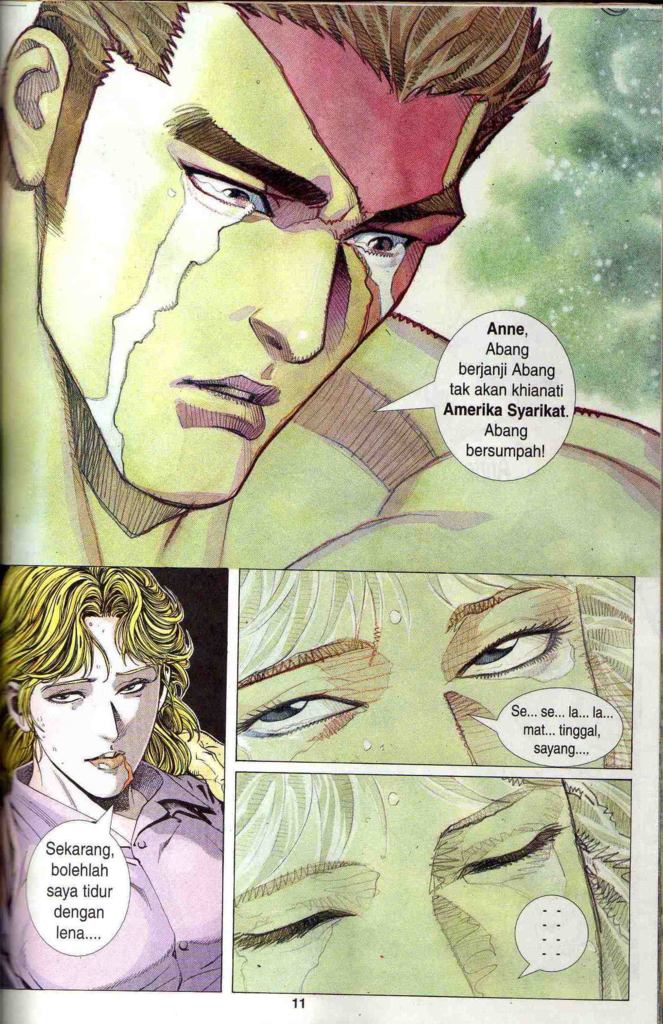 Anne,
Abang
berjanji Abang
tak akan khianati
Amerika Syarikat.
Abang
bersumpah!
Sekarang,
bolehlah
saya tidur
dengan
lena....
Se... se... la... la...
mat... tinggal,
sayang....
- -
- -
- -
- -
11